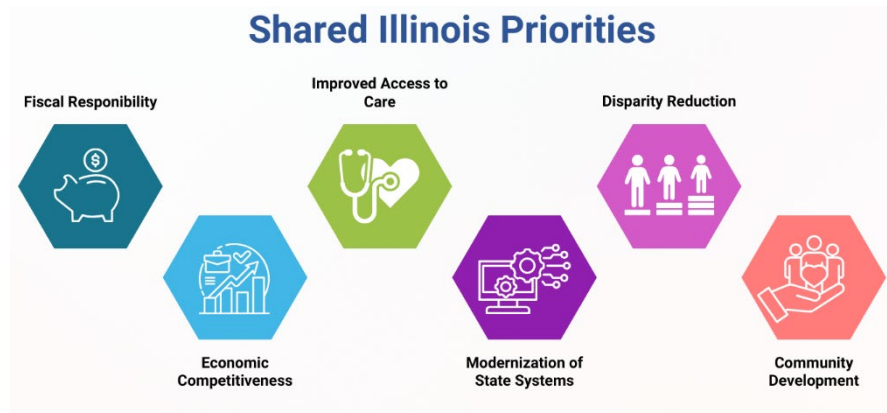 Shared Illinois Priorities
Fiscal Responibility
Improved Access to
Care
Disparity Reduction
$
Economic
Competitiveness
Modernization of
State Systems
Community
Development